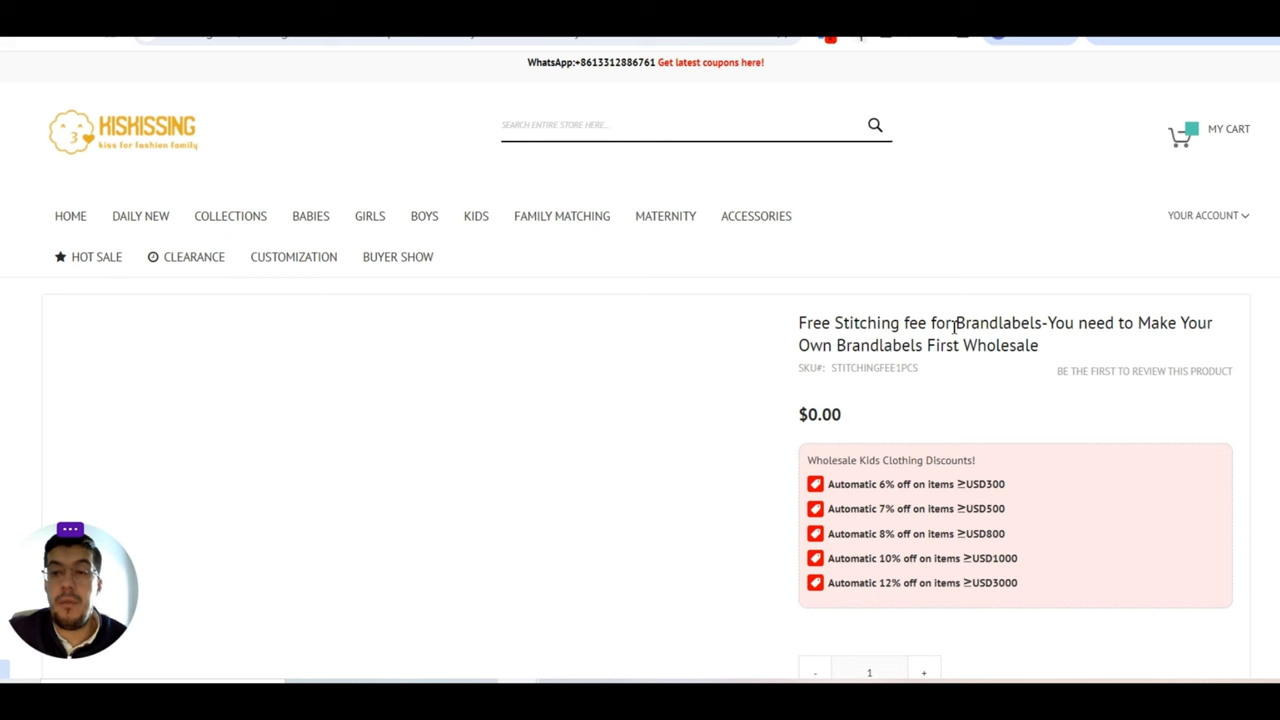 WhatsApp:+8613312886761 Get latest coupons here!
KISKISSING
kiss for fashion family
SEARCH ENTIRE STORE HERE...
MY CART
HOME DAILY NEW COLLECTIONS BABIES GIRLS BOYS KIDS FAMILY MATCHING MATERNITY ACCESSORIES
YOUR ACCOUNT
HOT SALE CLEARANCE CUSTOMIZATION BUYER SHOW
Free Stitching fee for Brandlabels-You need to Make Your
Own Brandlabels First Wholesale
SKU#: STITCHINGFEE1PCS
BE THE FIRST TO REVIEW THIS PRODUCT
$0.00
Wholesale Kids Clothing Discounts!
Automatic 6% off on items ≥USD300
Automatic 7% off on items ≥USD500
Automatic 8% off on items ≥USD800
Automatic 10% off on items ≥USD1000
Automatic 12% off on items ≥USD3000
- 1 +